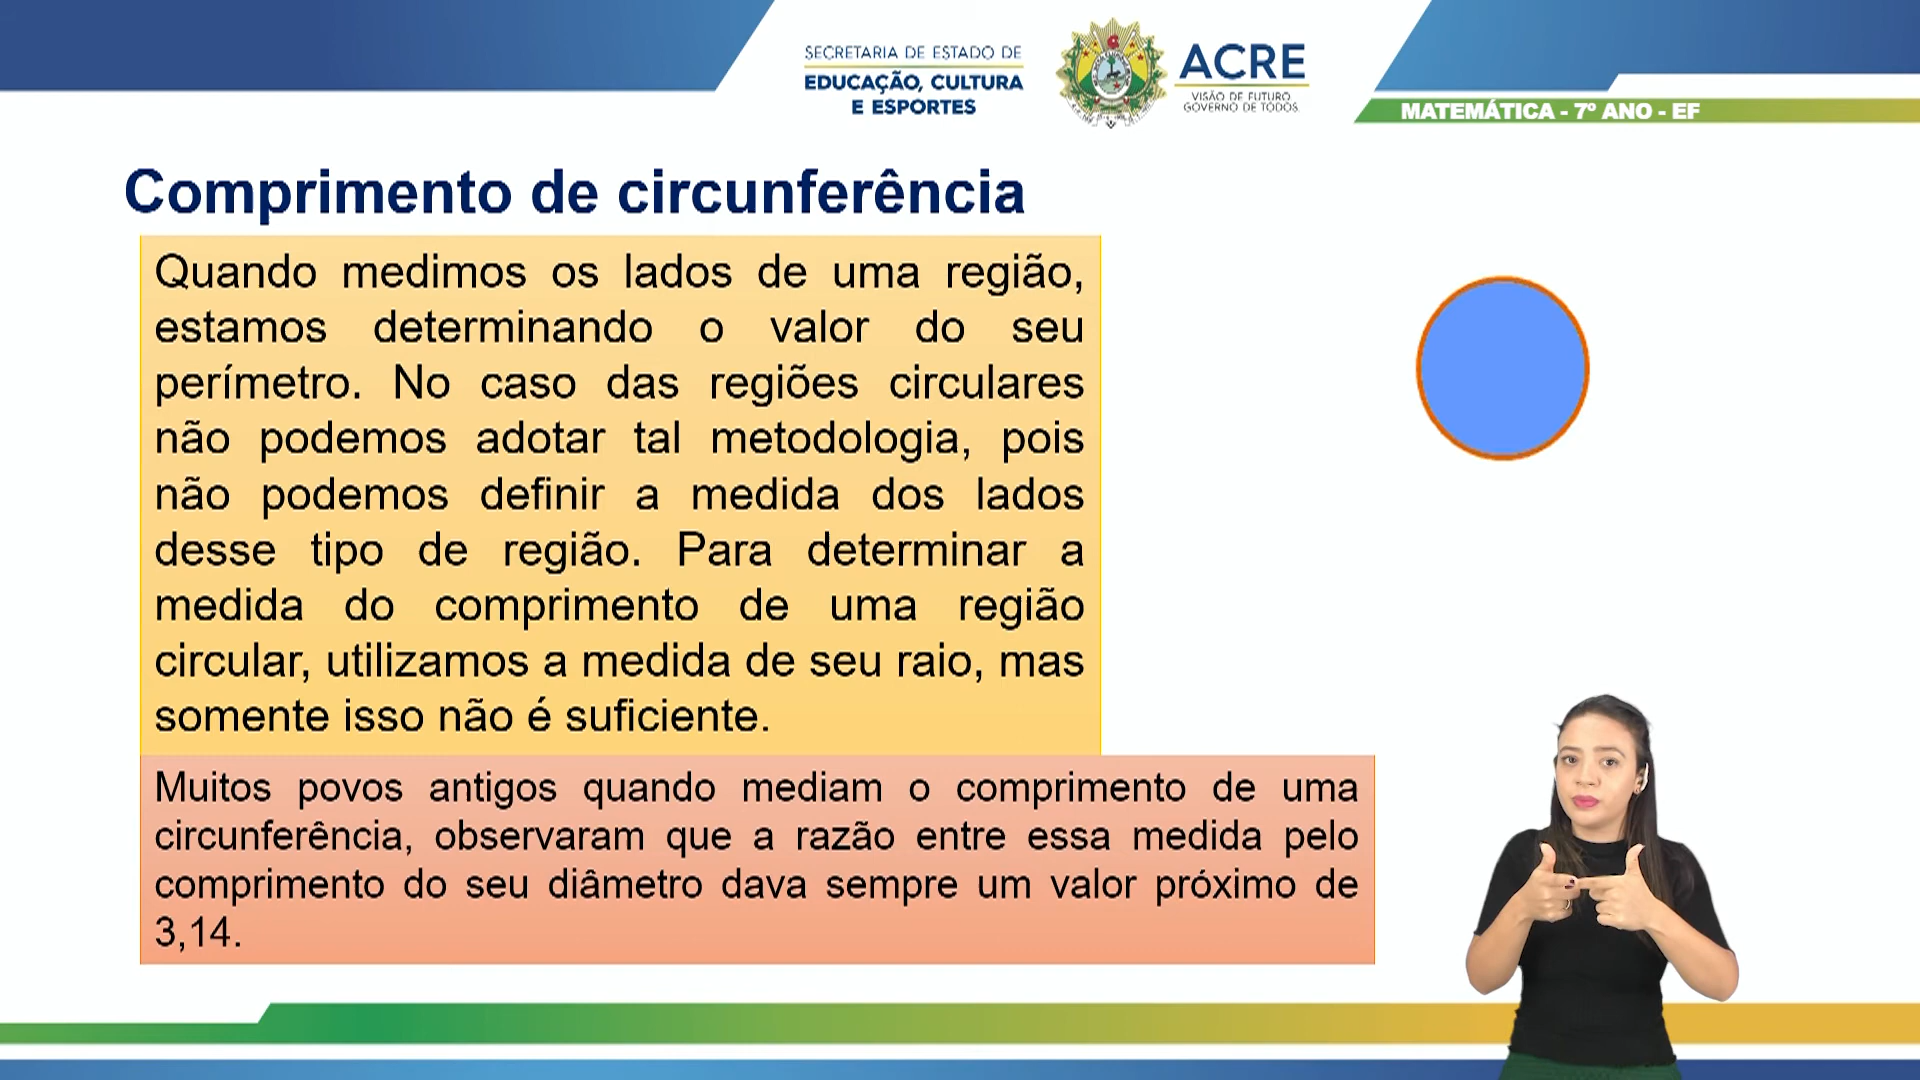 SECRETARIA DE ESTADO DE
EDUCAÇÃO, CULTURA
E ESPORTES
ACRE
VISÃO DE FUTURO
GOVERNO DE TODOS
MATEMÁTICA - 7º ANO - EF
Comprimento de circunferência
Quando medimos os lados de uma região,
estamos determinando o valor do seu
perímetro. No caso das regiões circulares
não podemos adotar tal metodologia, pois
não podemos definir a medida dos lados
desse tipo de região. Para determinar a
medida do comprimento de uma região
circular, utilizamos a medida de seu raio, mas
somente isso não é suficiente.
Muitos povos antigos quando mediam o comprimento de uma
circunferência, observaram que a razão entre essa medida pelo
comprimento do seu diâmetro dava sempre um valor próximo de
3,14.